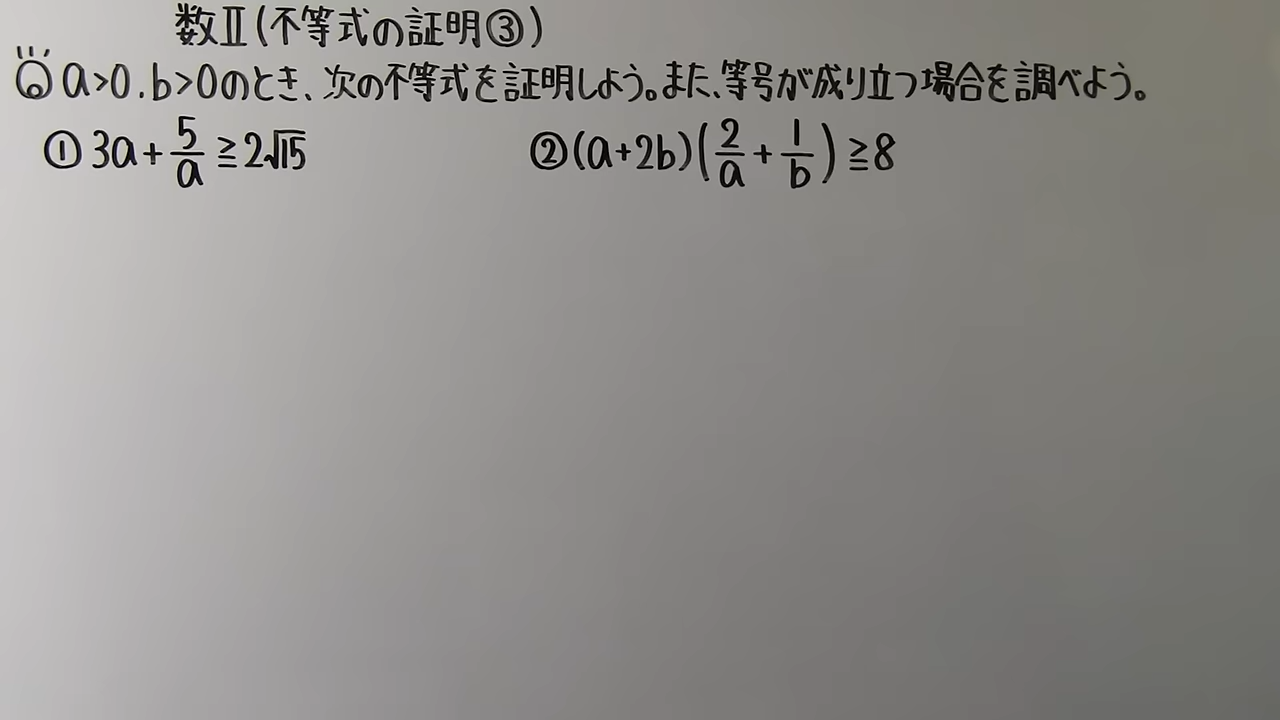 数Ⅱ(不等式の証明③)
a>0.b>0のとき、次の不等式を証明しよう。また、等号が成り立つ場合を調べよう。
① 3a+5/a≧2√15 ②(a+2b)(2/a+1/b)≧8